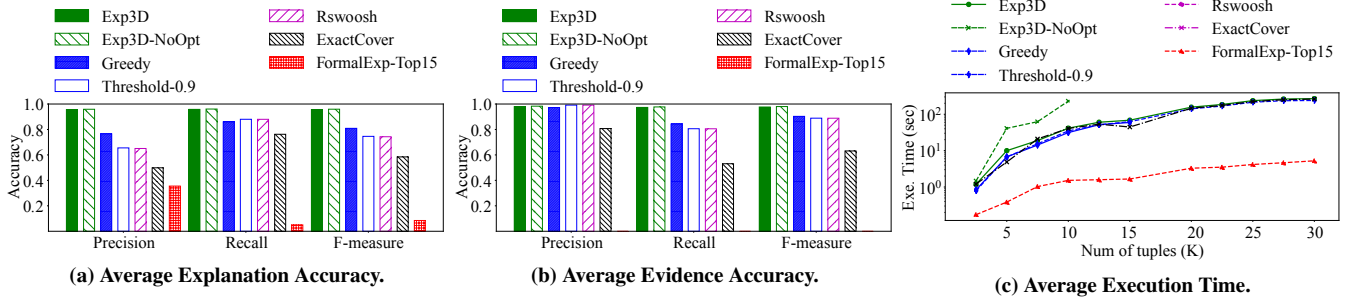 Exp3D
Exp3D-NoOpt
Greedy
Threshold-0.9
Rswoosh
ExactCover
FormalExp-Top15
Accuracy
1.0
0.8
0.6
0.4
0.2
Precision
Recall
F-measure
(a) Average Explanation Accuracy.
Exp3D
Exp3D-NoOpt
Greedy
Threshold-0.9
Rswoosh
ExactCover
FormalExp-Top15
Accuracy
1.0
0.8
0.6
0.4
0.2
Precision
Recall
F-measure
(b) Average Evidence Accuracy.
Exp3D
Exp3D-NoOpt
Greedy
Threshold-0.9
Rswoosh
ExactCover
FormalExp-Top15
Exe. Time (sec)
10²
10¹
10⁰
5
10
15
20
25
30
Num of tuples (K)
(c) Average Execution Time.